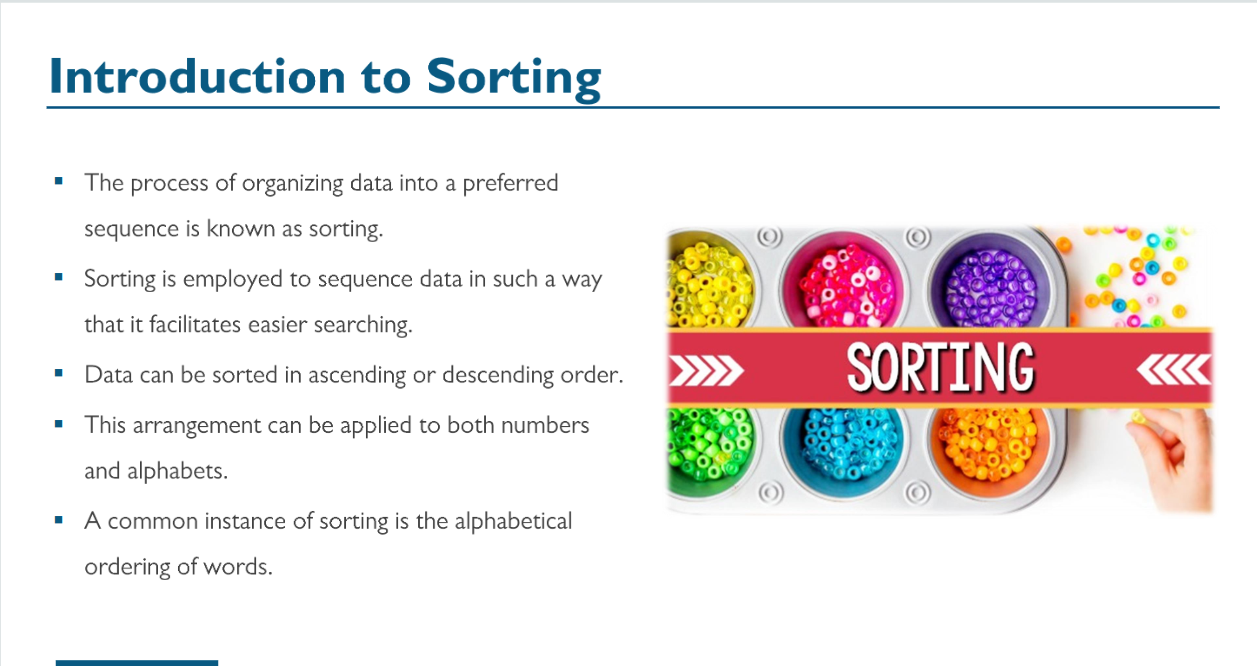 Introduction to Sorting
▪ The process of organizing data into a preferred
sequence is known as sorting.
▪ Sorting is employed to sequence data in such a way
that it facilitates easier searching.
▪ Data can be sorted in ascending or descending order.
▪ This arrangement can be applied to both numbers
and alphabets.
▪ A common instance of sorting is the alphabetical
ordering of words.
SORTING